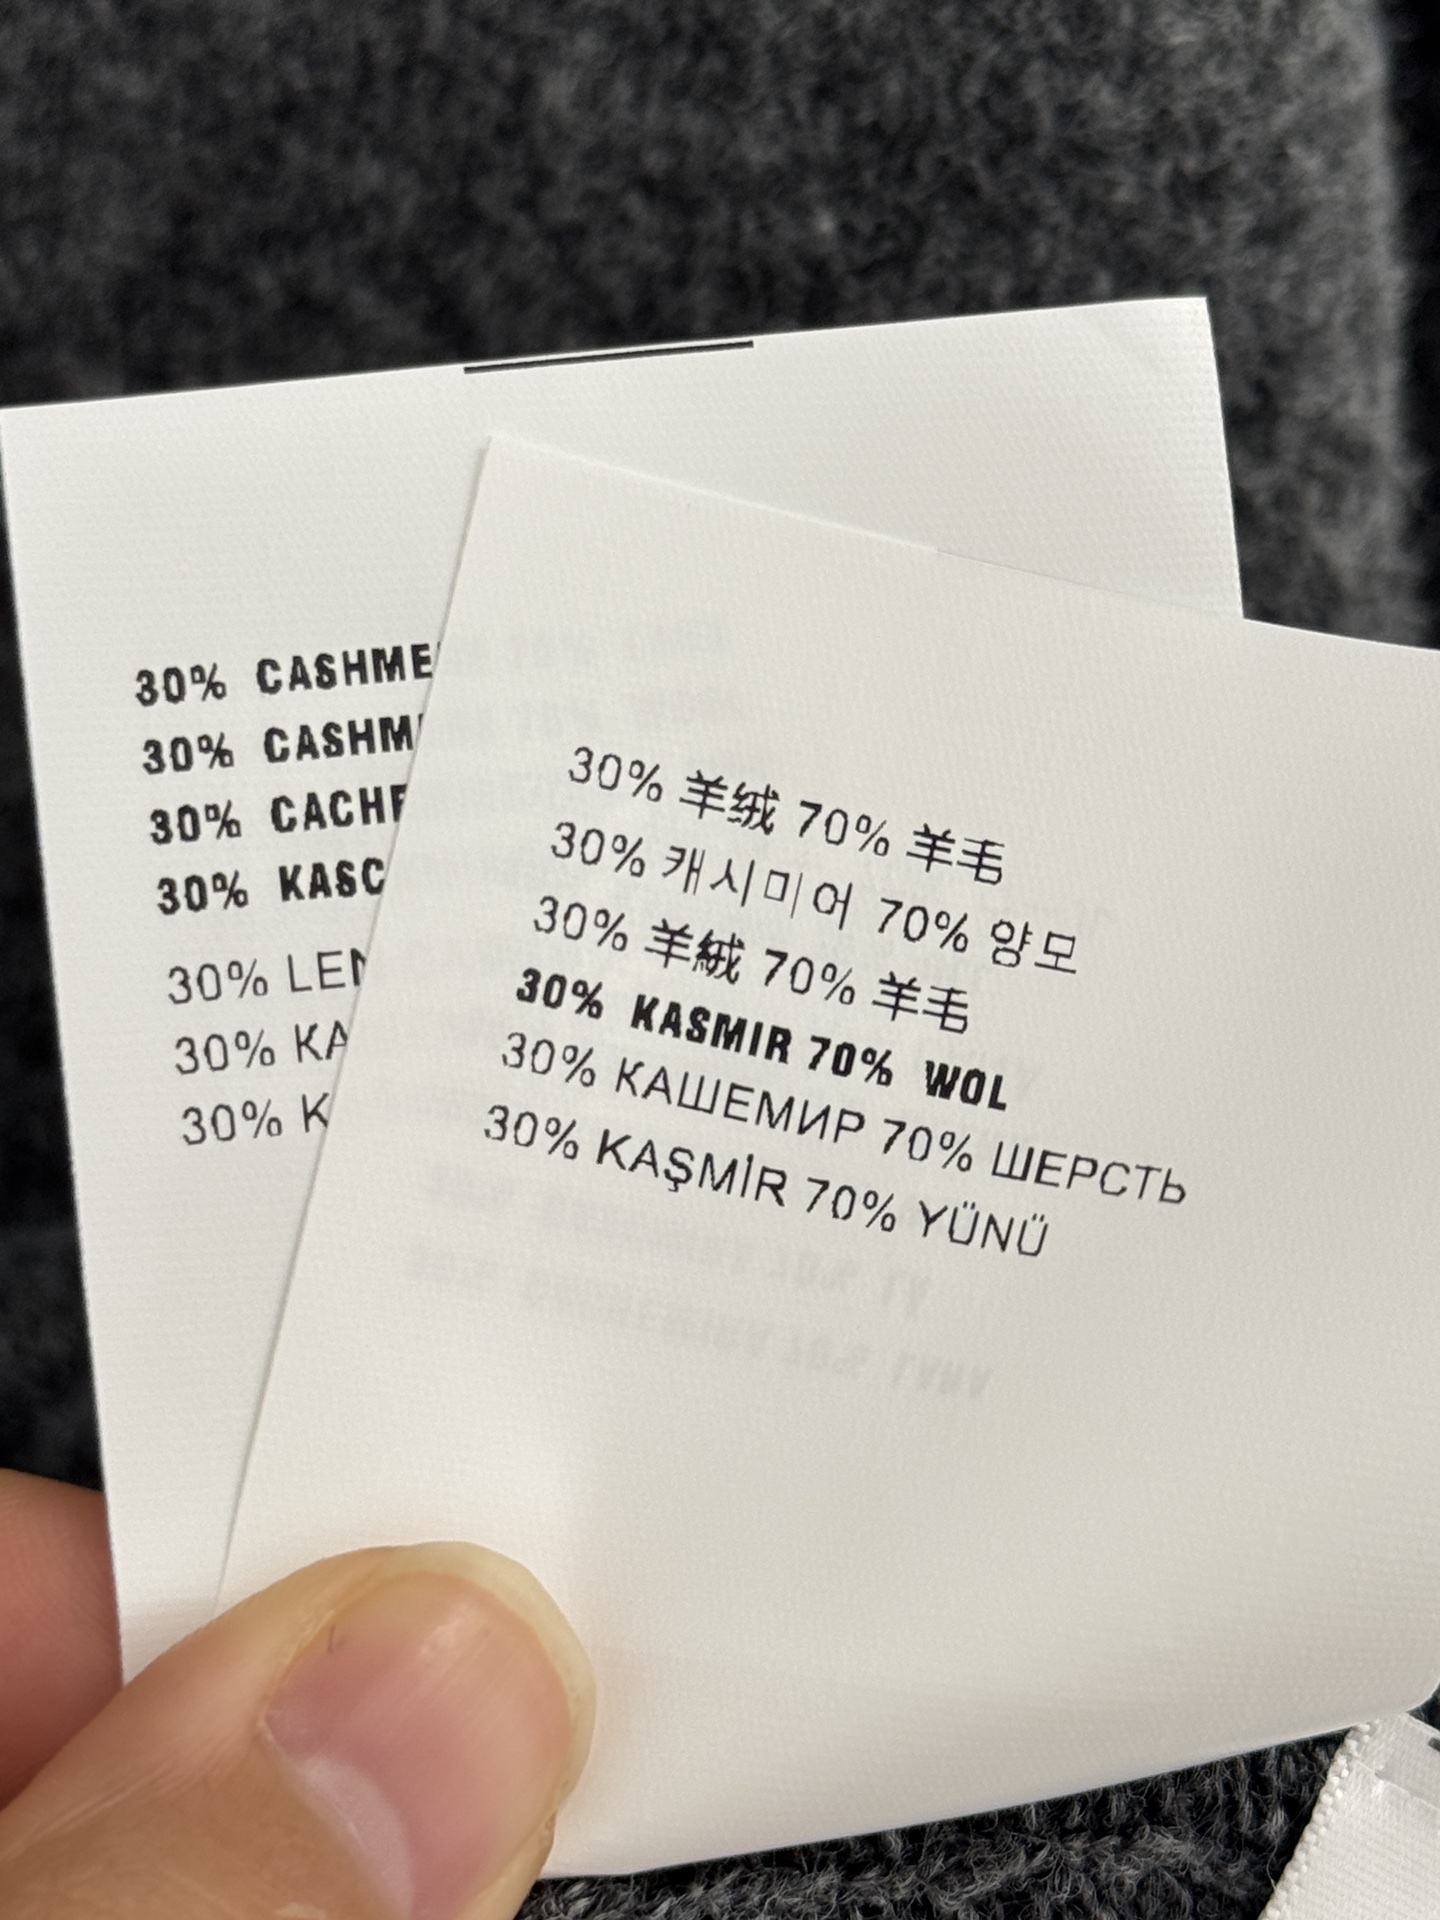 30% CASHME
30% CASHM
30% CACHE
30% KASC
30% LEN
30% KA
30% K
30% 羊绒 70% 羊毛
30% 캐시미어 70% 양모
30% 羊絨 70% 羊毛
30% KASMIR 70% WOL
30% КАШЕМИР 70% ШЕРСТЬ
30% KAŞMİR 70% YÜNÜ